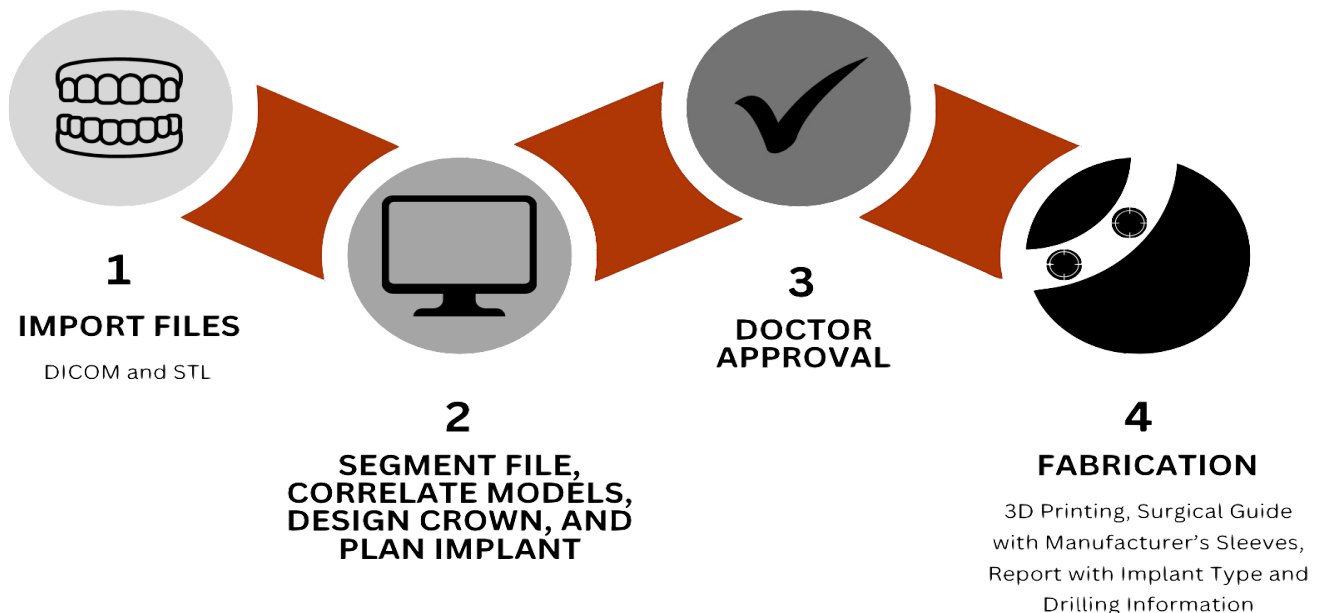 1
IMPORT FILES
DICOM and STL
2
SEGMENT FILE,
CORRELATE MODELS,
DESIGN CROWN, AND
PLAN IMPLANT
3
DOCTOR
APPROVAL
4
FABRICATION
3D Printing, Surgical Guide
with Manufacturer’s Sleeves,
Report with Implant Type and
Drilling Information